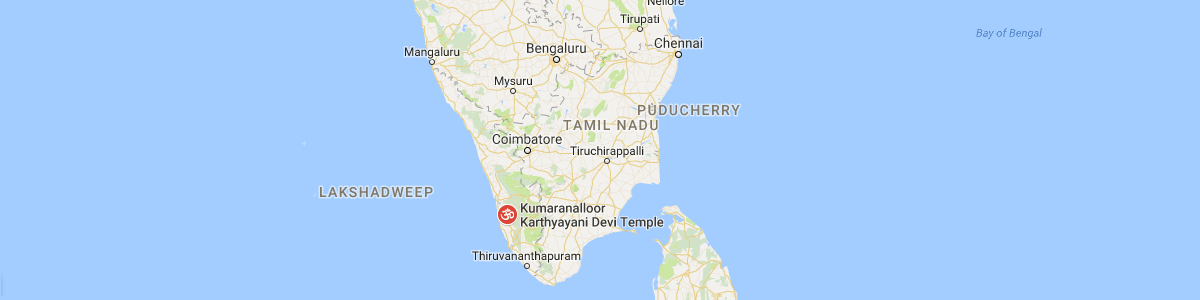 Nellore
Tirupati
Bay of Bengal
Bengaluru
Chennai
Mangaluru
Mysuru
PUDUCHERRY
TAMIL NADU
Coimbatore
Tiruchirappalli
LAKSHADWEEP
Kumaranalloor
Karthyayani Devi Temple
Thiruvananthapuram